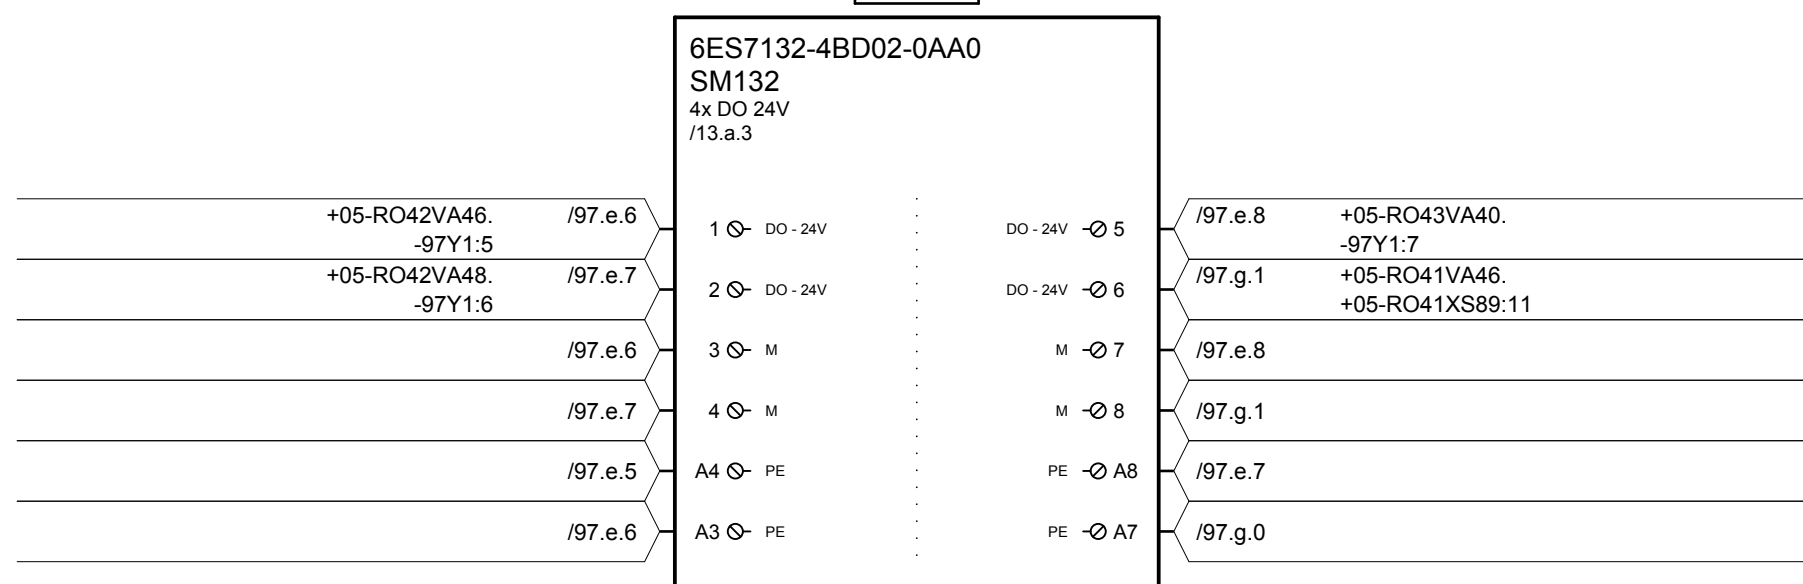 6ES7132-4BD02-0AA0
SM132
4x DO 24V
/13.a.3
+05-RO42VA46. /97.e.6 1 DO - 24V DO - 24V 5 /97.e.8 +05-RO43VA40.
-97Y1:5 -97Y1:7
+05-RO42VA48. /97.e.7 2 DO - 24V DO - 24V 6 /97.g.1 +05-RO41VA46.
-97Y1:6 +05-RO41XS89:11
/97.e.6 3 M M 7 /97.e.8
/97.e.7 4 M M 8 /97.g.1
/97.e.5 A4 PE PE A8 /97.e.7
/97.e.6 A3 PE PE A7 /97.g.0